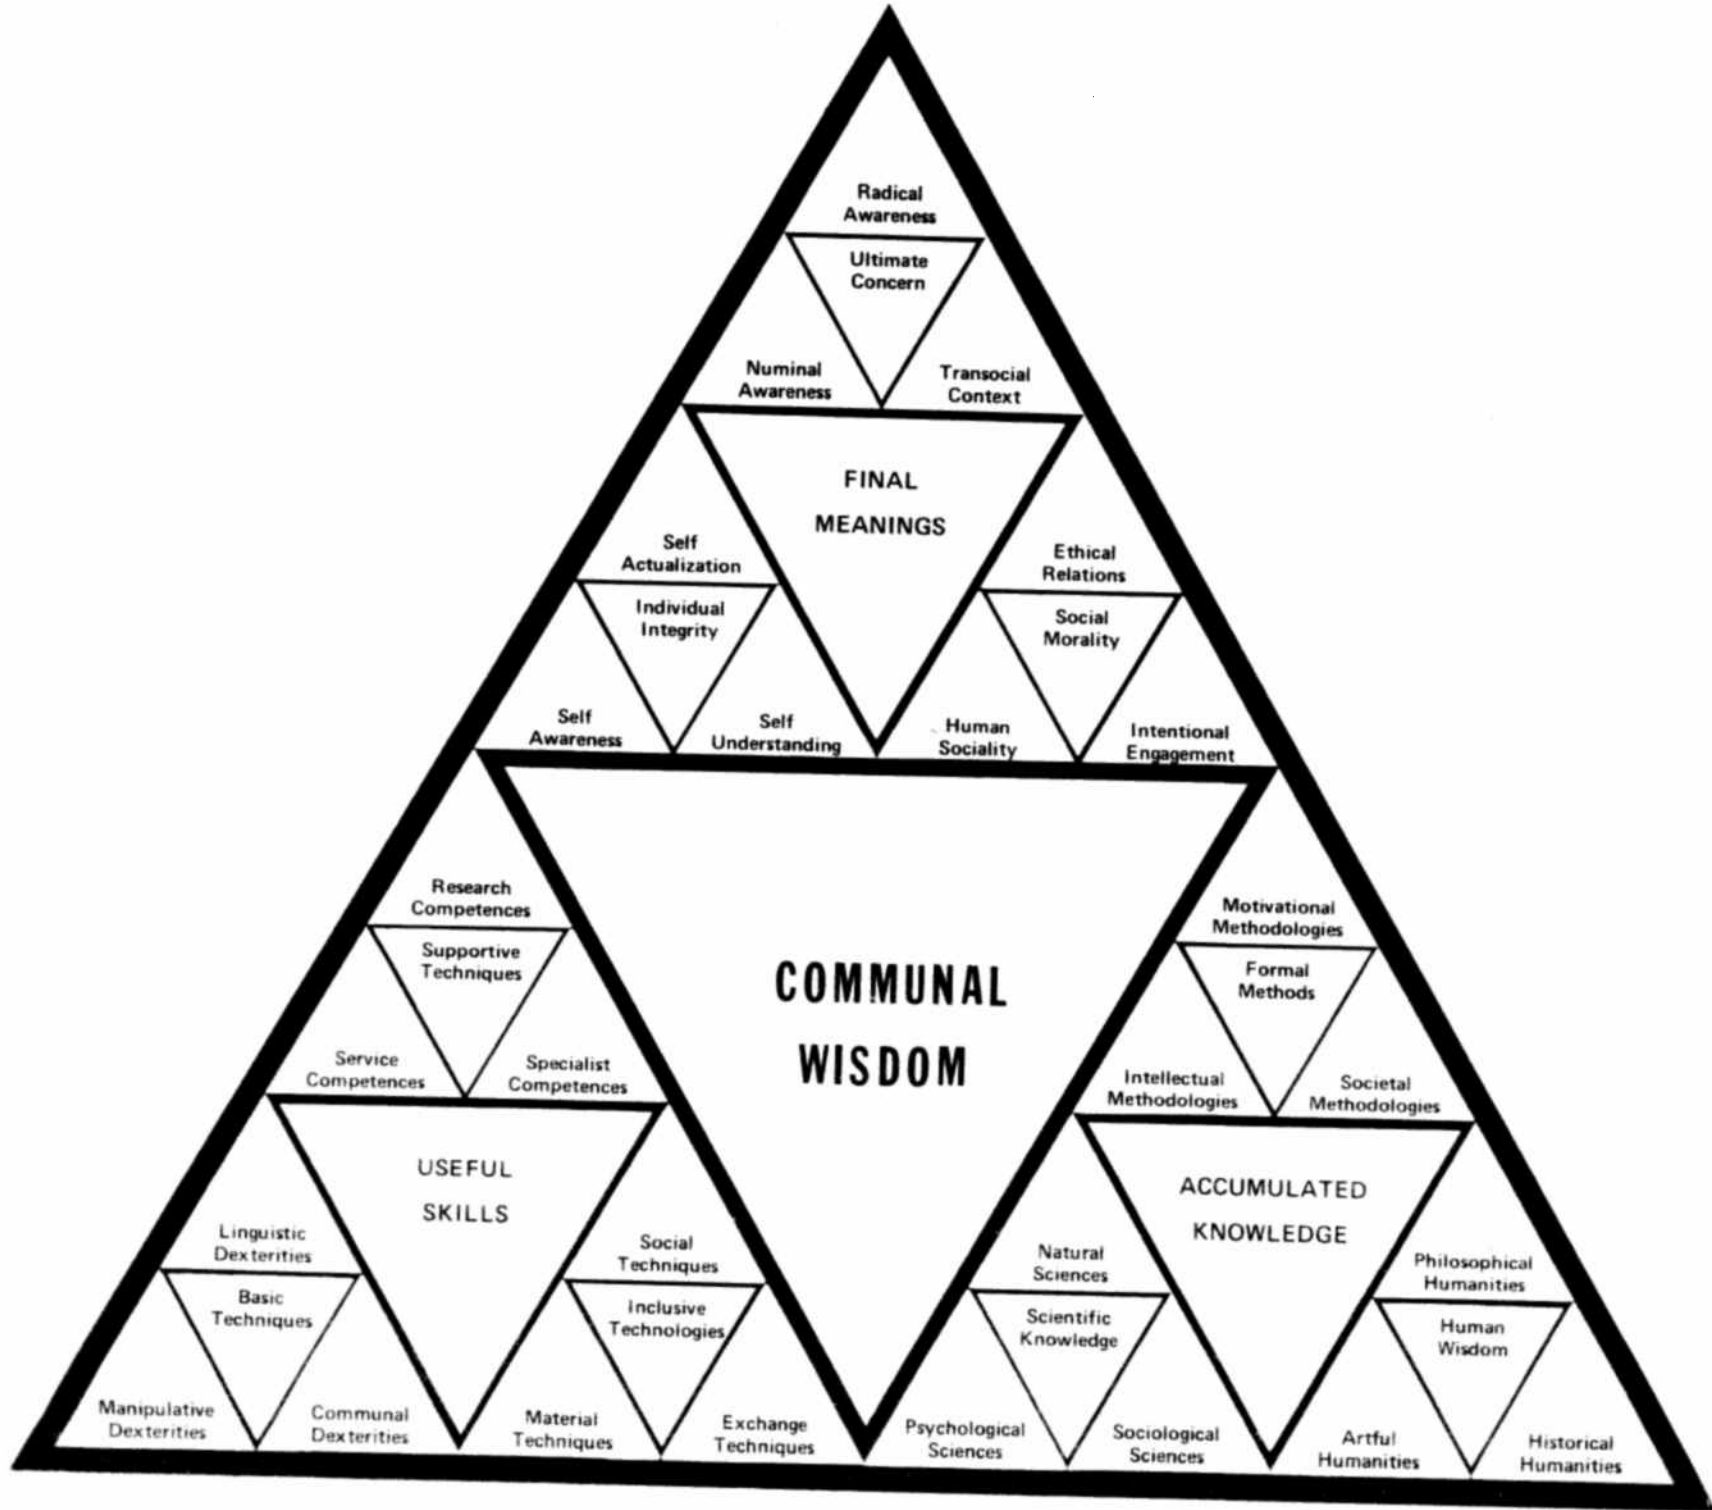 Radical
Awareness
Ultimate
Concern
Numinal
Awareness
Transocial
Context
FINAL
MEANINGS
Self
Actualization
Individual
Integrity
Self
Awareness
Self
Understanding
Ethical
Relations
Social
Morality
Human
Sociality
Intentional
Engagement
COMMUNAL
WISDOM
Research
Competences
Supportive
Techniques
Service
Competences
Specialist
Competences
USEFUL
SKILLS
Linguistic
Dexterities
Basic
Techniques
Manipulative
Dexterities
Communal
Dexterities
Social
Techniques
Inclusive
Technologies
Material
Techniques
Exchange
Techniques
Motivational
Methodologies
Formal
Methods
Intellectual
Methodologies
Societal
Methodologies
ACCUMULATED
KNOWLEDGE
Natural
Sciences
Scientific
Knowledge
Psychological
Sciences
Sociological
Sciences
Philosophical
Humanities
Human
Wisdom
Artful
Humanities
Historical
Humanities